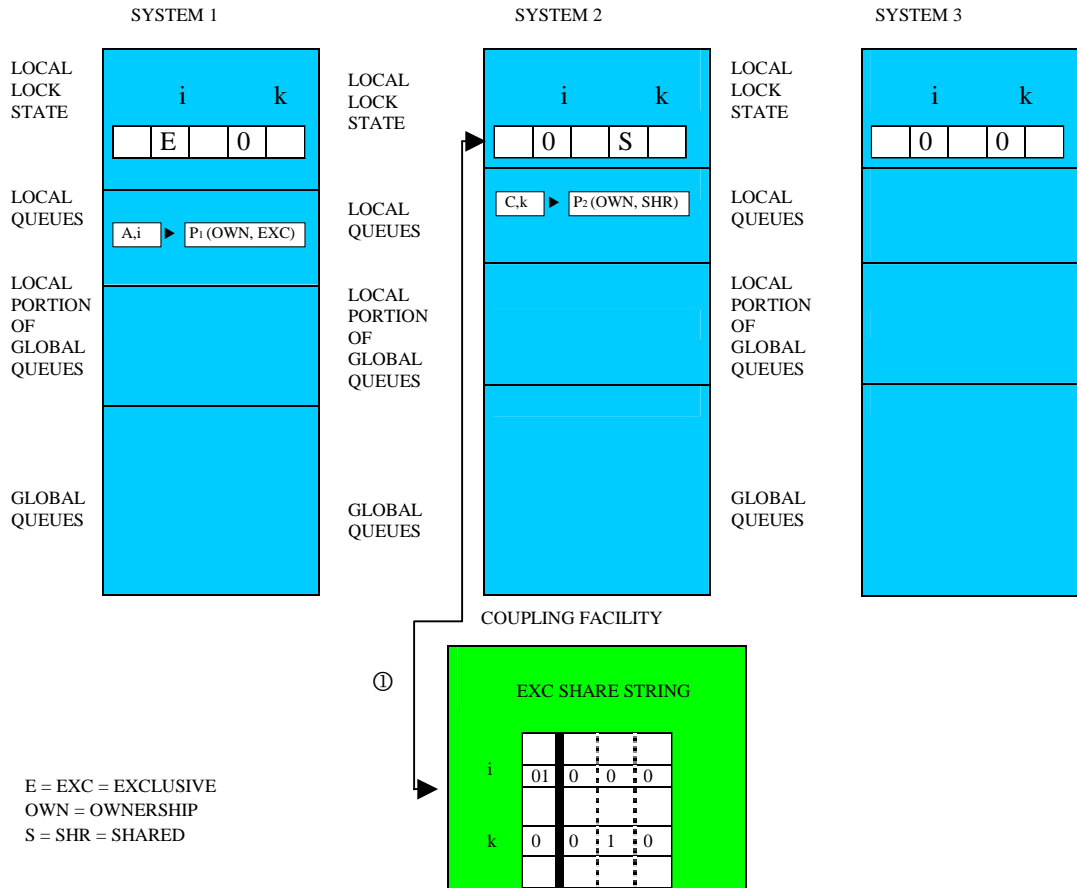 SYSTEM 1
SYSTEM 2
SYSTEM 3
LOCAL
LOCK
STATE
i k
E 0
LOCAL
QUEUES
A,i
P1 (OWN, EXC)
LOCAL
PORTION
OF
GLOBAL
QUEUES
GLOBAL
QUEUES
LOCAL
LOCK
STATE
i k
0 S
LOCAL
QUEUES
C,k
P2 (OWN, SHR)
LOCAL
PORTION
OF
GLOBAL
QUEUES
GLOBAL
QUEUES
LOCAL
LOCK
STATE
i k
0 0
LOCAL
QUEUES
LOCAL
PORTION
OF
GLOBAL
QUEUES
GLOBAL
QUEUES
COUPLING FACILITY
①
EXC SHARE STRING
i 01 0 0 0
k 0 0 1 0
E = EXC = EXCLUSIVE
OWN = OWNERSHIP
S = SHR = SHARED